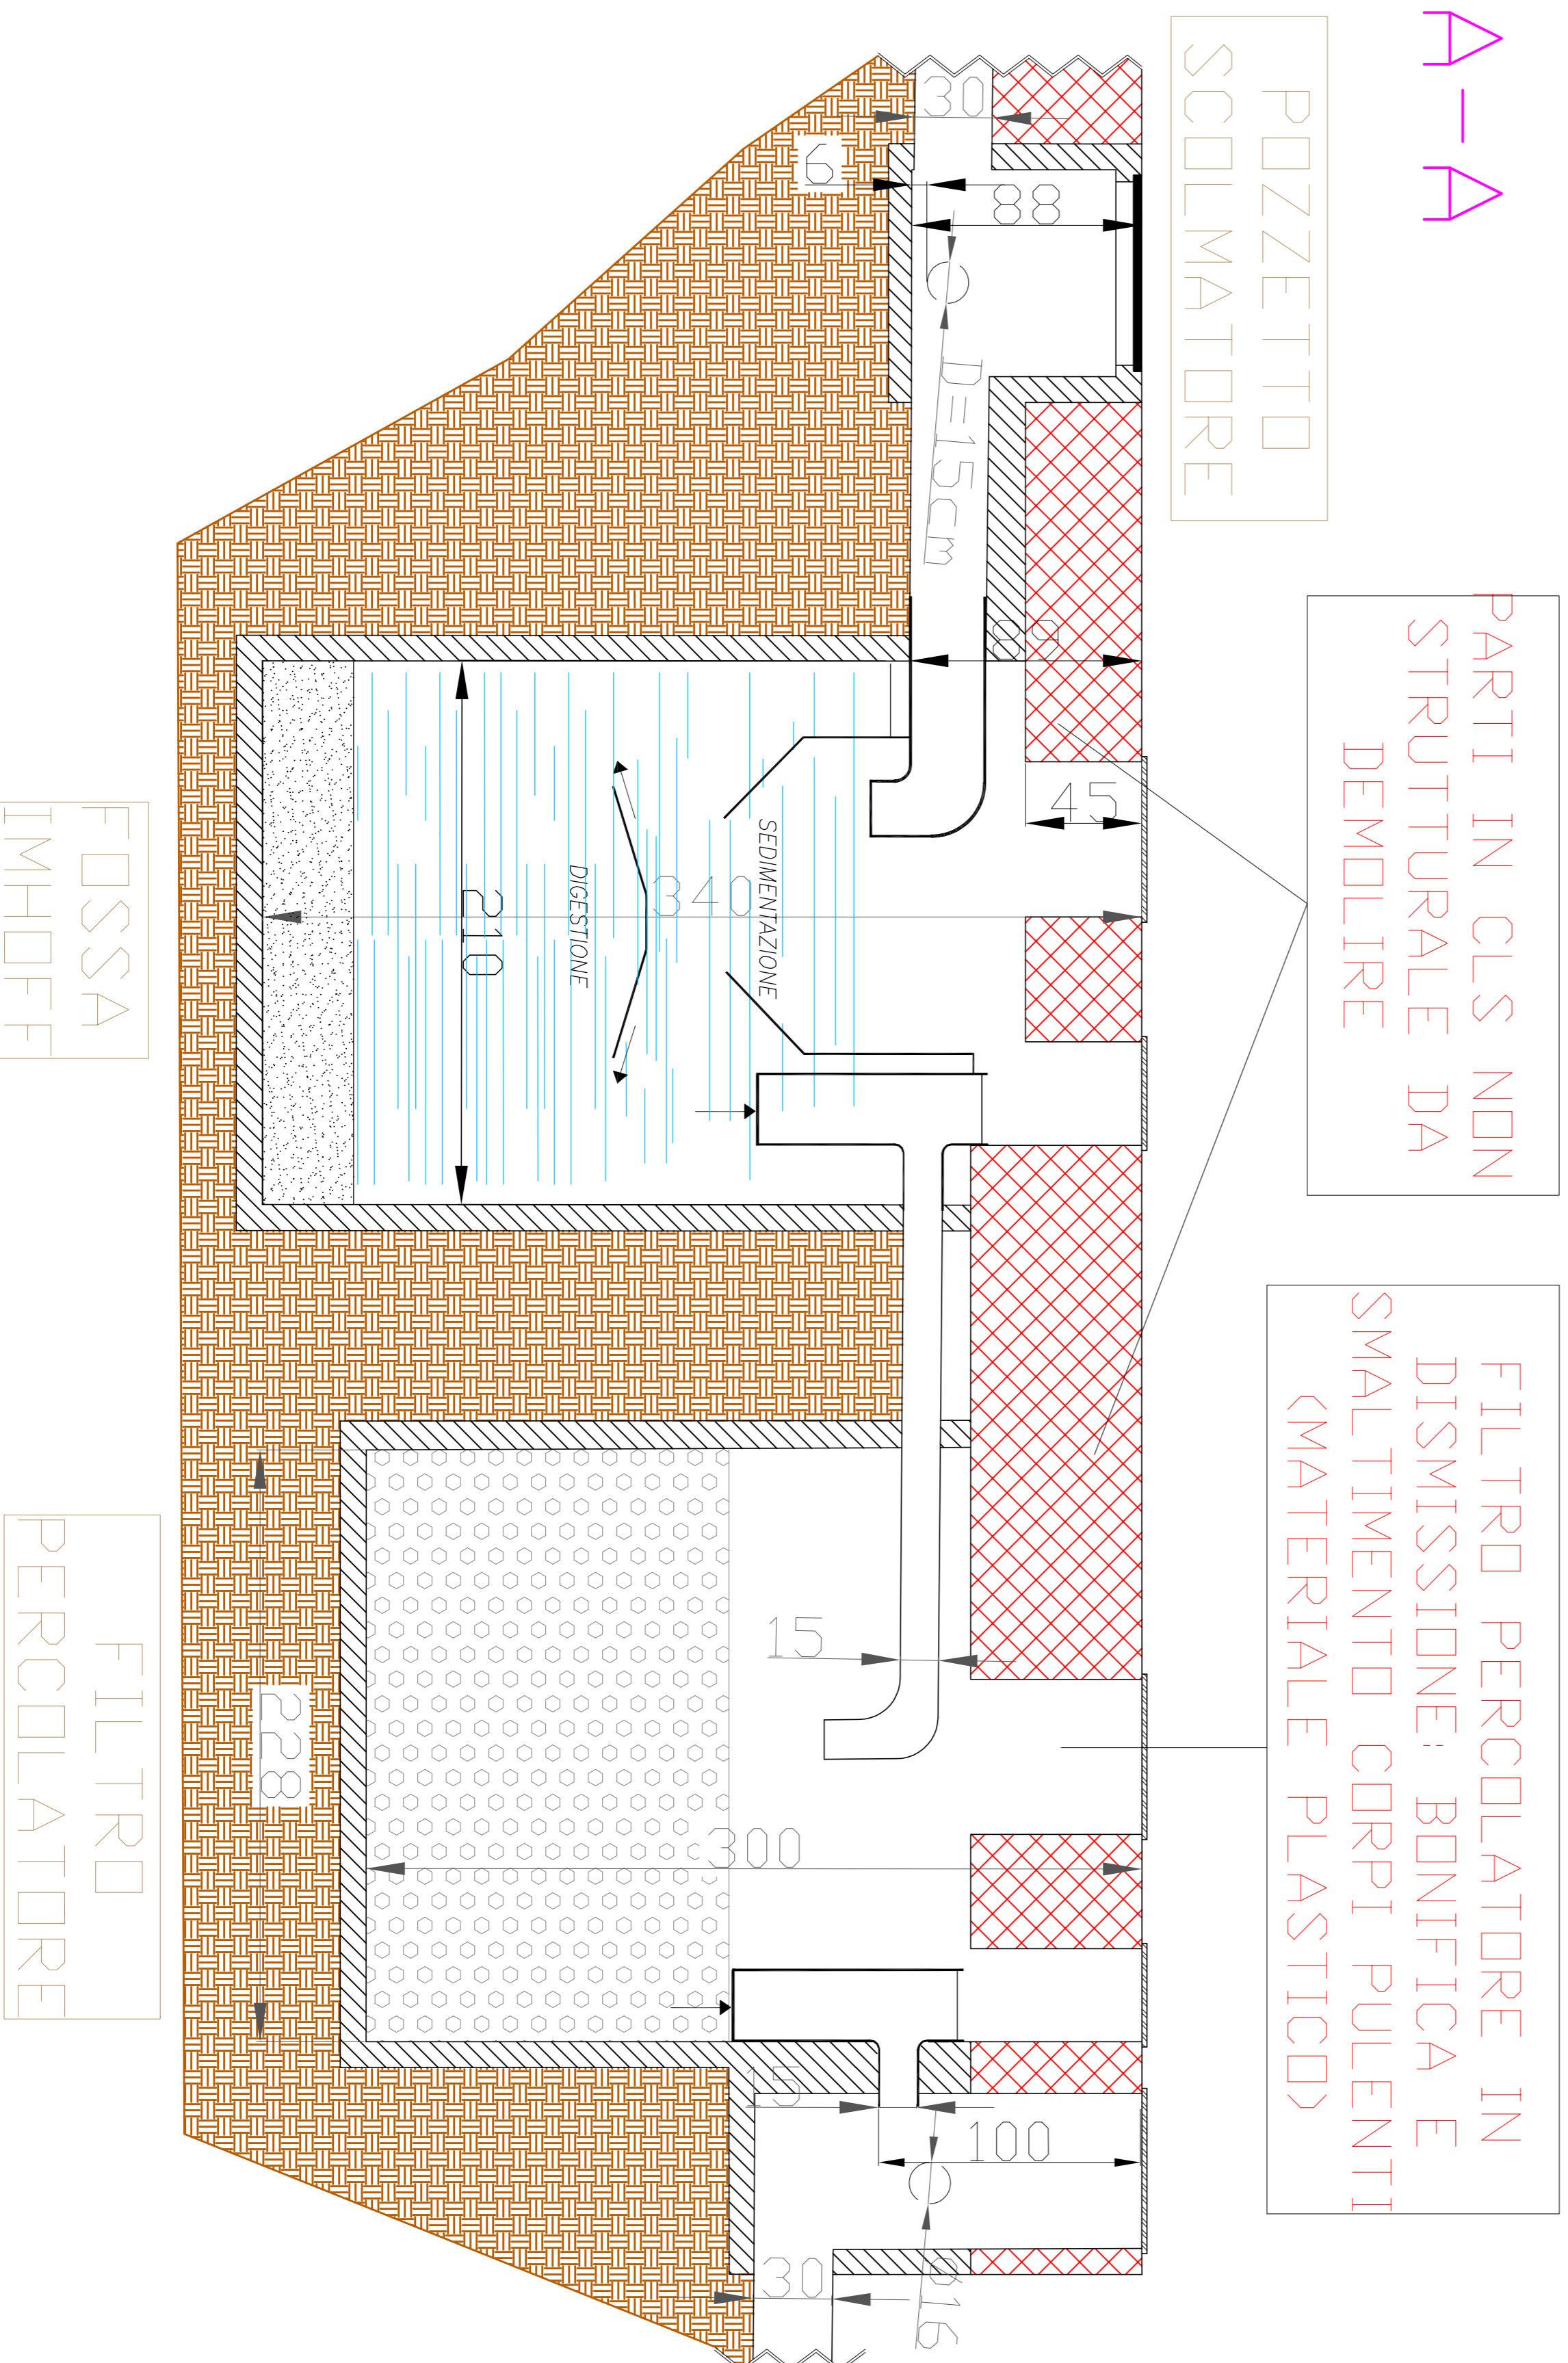 A-A
POZZETTO
SCOLMATORE
PARTI IN CLS NON
STRUTTURALE DA
DEMOLIRE
FILTRO PERCOLATORE IN
DISMISSIONE: BONIFICA E
SMALTIMENTO CORPI PULENTI
(MATERIALE PLASTICO)
30
6
88
D=15cm
89
45
340
SEDIMENTAZIONE
DIGESTIONE
210
15
300
228
15
100
Ø16
30
FOSSA
IMHOFF
FILTRO
PERCOLATORE